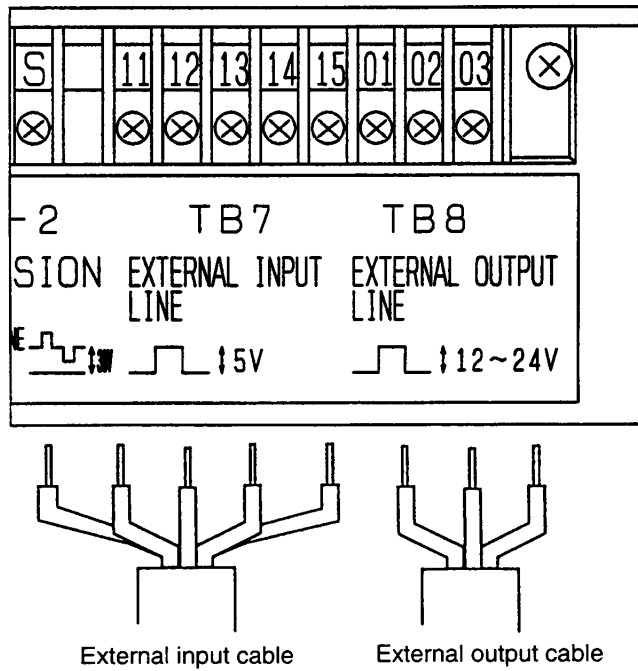 S 11 12 13 14 15 01 02 03
-2 TB7 TB8
SION EXTERNAL INPUT EXTERNAL OUTPUT
LINE LINE
NE 5V 12~24V
External input cable External output cable